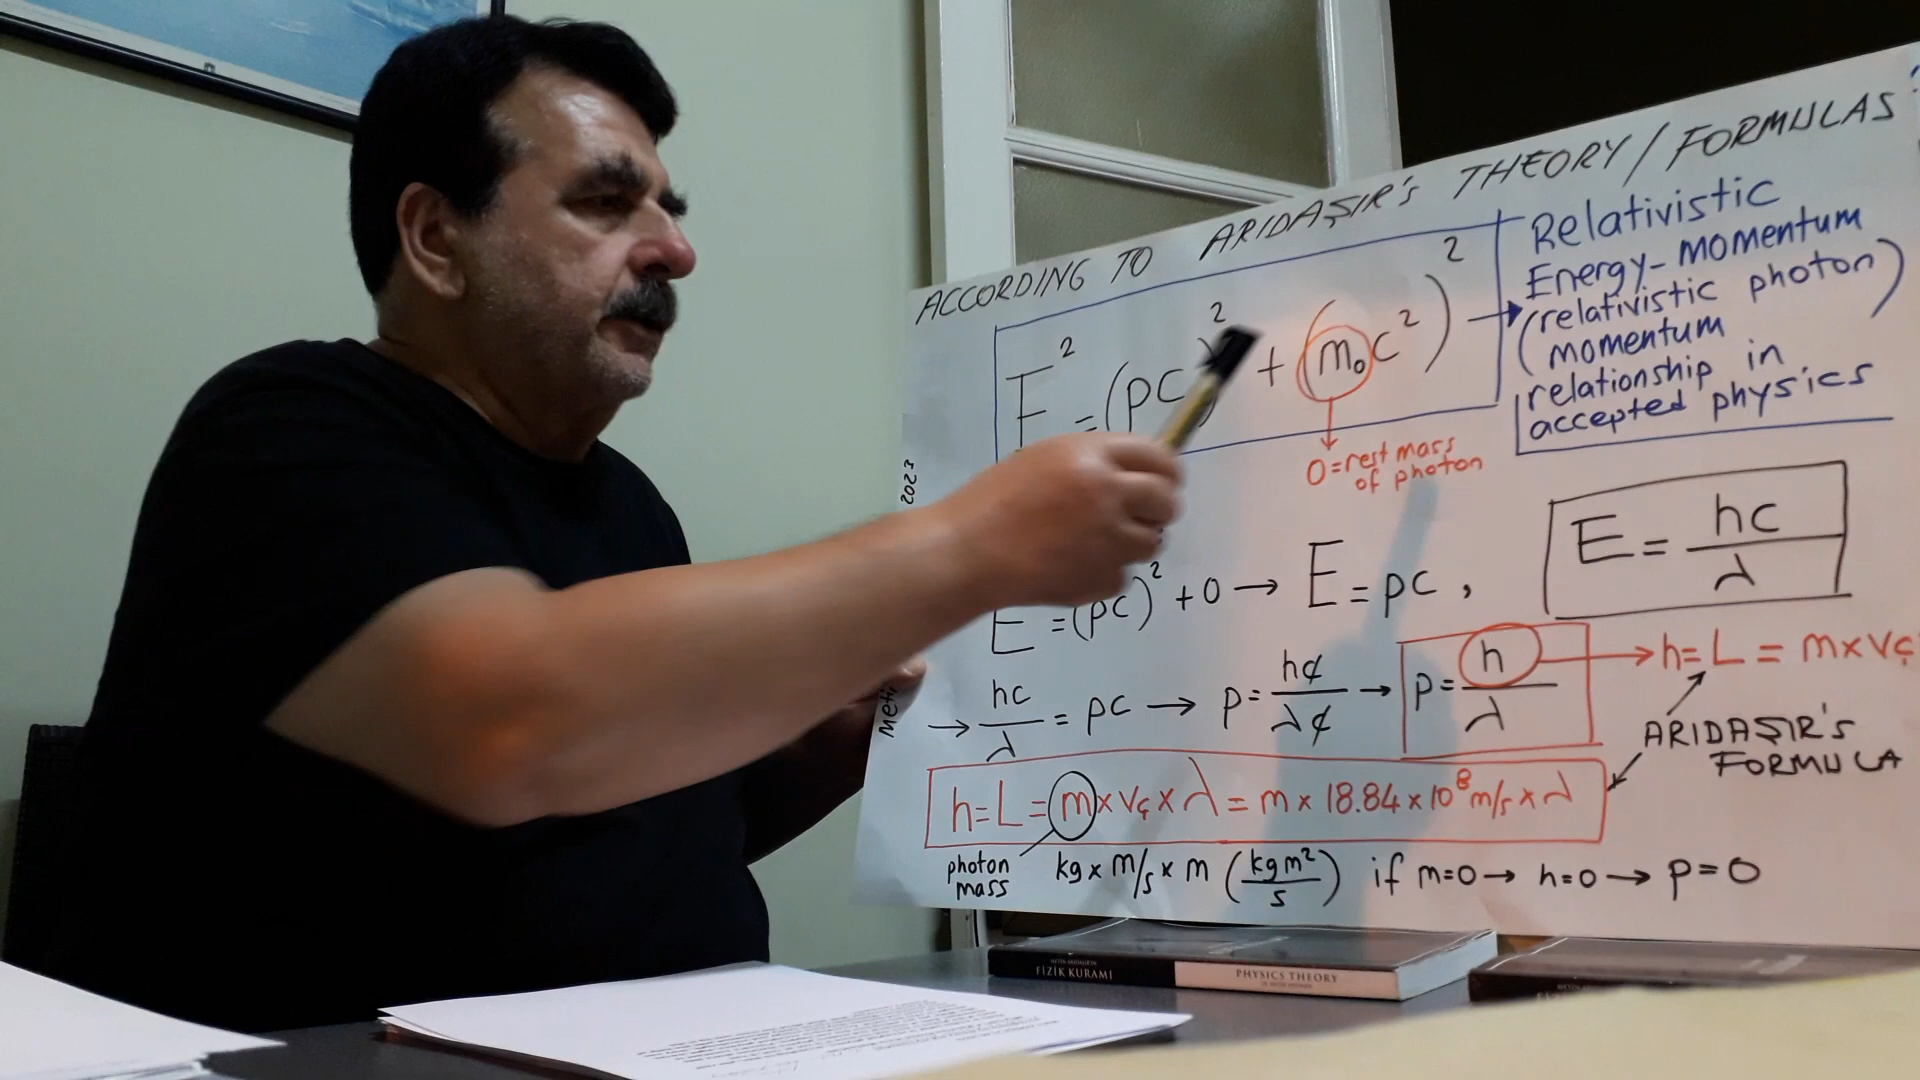 ACCORDING TO ARIDAŞIR'S THEORY / FORMULAS
E² = (pc)² + (m₀c²)²
Relativistic
Energy-momentum
(relativistic photon)
(momentum
relationship in
accepted physics
0 = rest mass
of photon
2023
E = (pc)² + 0 → E = pc ,
E = hc/λ
→ hc/λ = pc → p = hc/λc → p = h/λ
→ h = L = m x vç
ARIDAŞIR'S
FORMULA
h = L = m x vç x λ = m x 18.84 x 10⁸ m/s x λ
photon
mass
kg x m/s x m (kgm²/s) if m=0 → h=0 → p=0
FİZİK KURAMI
PHYSICS THEORY